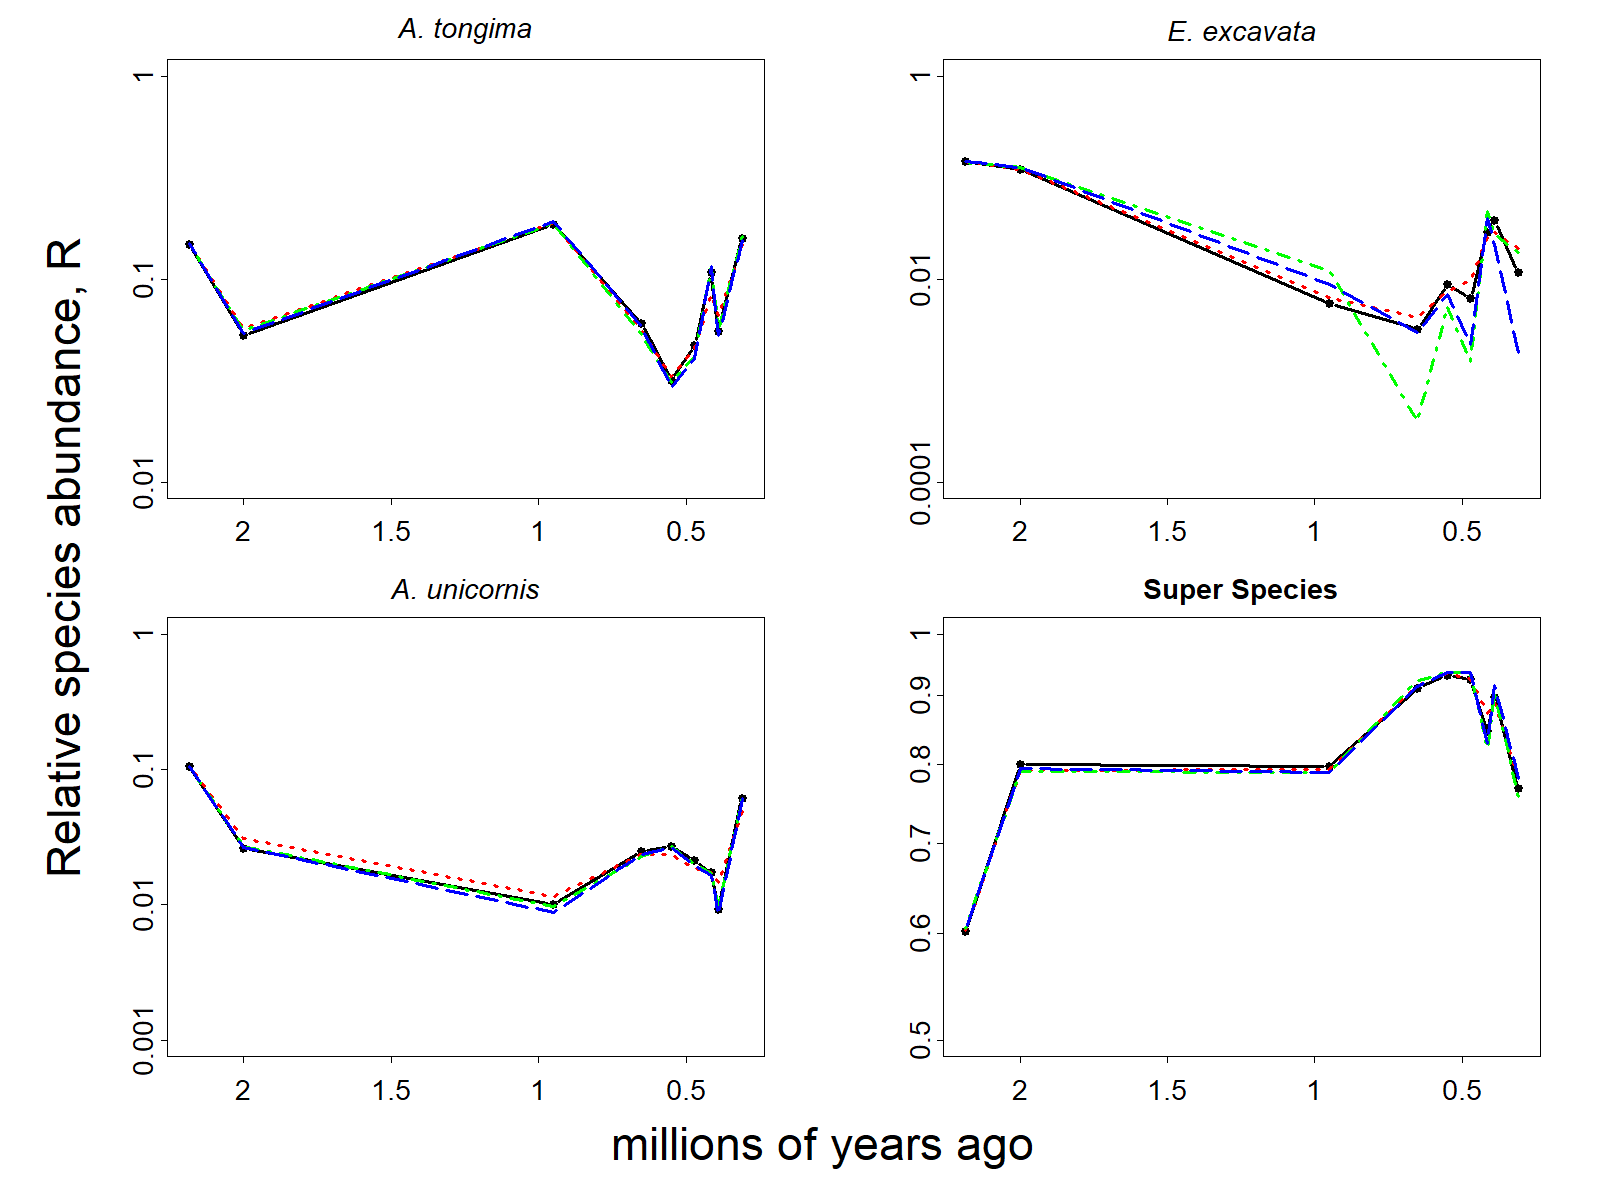 A. tongima
1
0.1
0.01
2 1.5 1 0.5
E. excavata
1
0.01
0.0001
2 1.5 1 0.5
A. unicornis
1
0.1
0.01
0.001
2 1.5 1 0.5
Super Species
1
0.9
0.8
0.7
0.6
0.5
2 1.5 1 0.5
Relative species abundance, R
millions of years ago